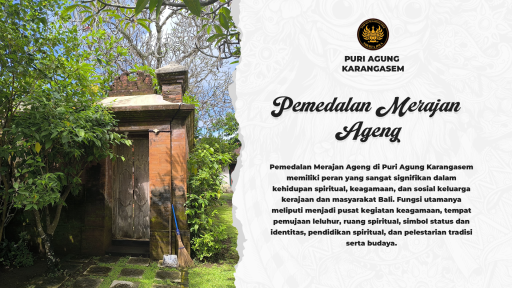 PURI AGUNG
KARANGASEM
Pemedalan Merajan
Ageng
Pemedalan Merajan Ageng di Puri Agung Karangasem
memiliki peran yang sangat signifikan dalam
kehidupan spiritual, keagamaan, dan sosial keluarga
kerajaan dan masyarakat Bali. Fungsi utamanya
meliputi menjadi pusat kegiatan keagamaan, tempat
pemujaan leluhur, ruang spiritual, simbol status dan
identitas, pendidikan spiritual, dan pelestarian tradisi
serta budaya.